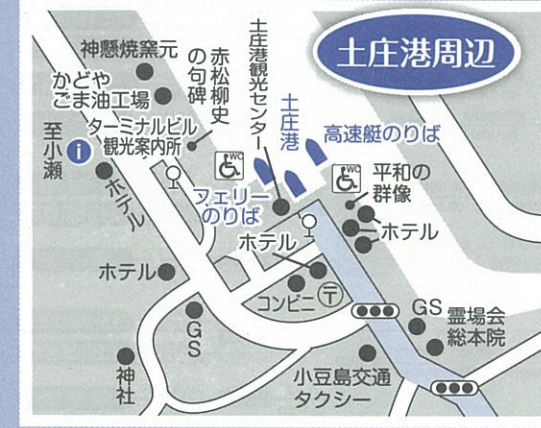 土庄港周辺
神懸焼窯元
かどや
ごま油工場
赤松柳史
の句碑
土庄港観光センター
土庄港
高速艇のりば
至小瀬
i
ターミナルビル
観光案内所
WC
WC
平和の
群像
ホテル
フェリー
のりば
ホテル
ホテル
ホテル
コンビニ
〒
GS
GS
霊場会
総本院
神社
小豆島交通
タクシー